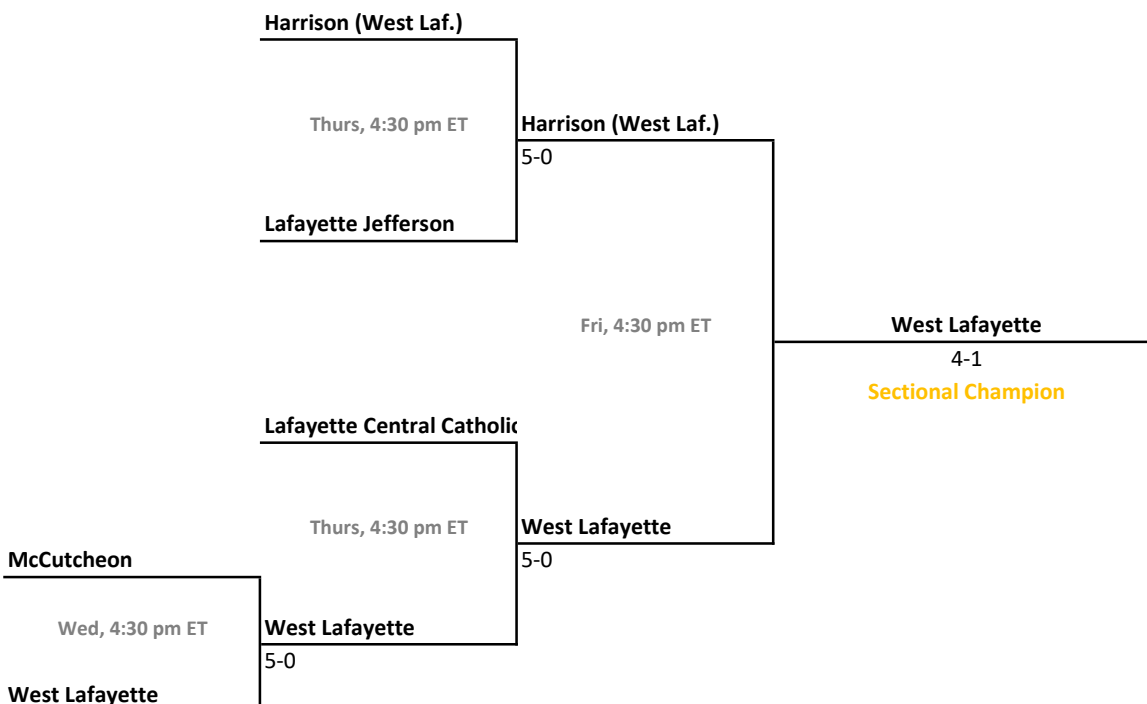 Harrison (West Laf.)
Thurs, 4:30 pm ET
Harrison (West Laf.)
5-0
Lafayette Jefferson
Fri, 4:30 pm ET
West Lafayette
4-1
Sectional Champion
Lafayette Central Catholic
Thurs, 4:30 pm ET
West Lafayette
5-0
McCutcheon
Wed, 4:30 pm ET
West Lafayette
5-0
West Lafayette